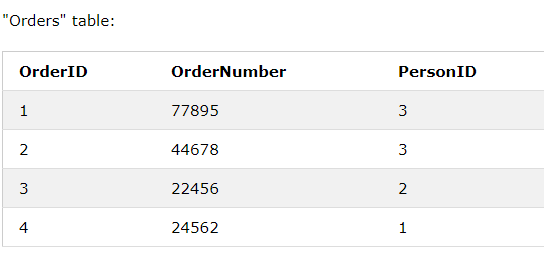 "Orders" table:
OrderID OrderNumber PersonID
1 77895 3
2 44678 3
3 22456 2
4 24562 1